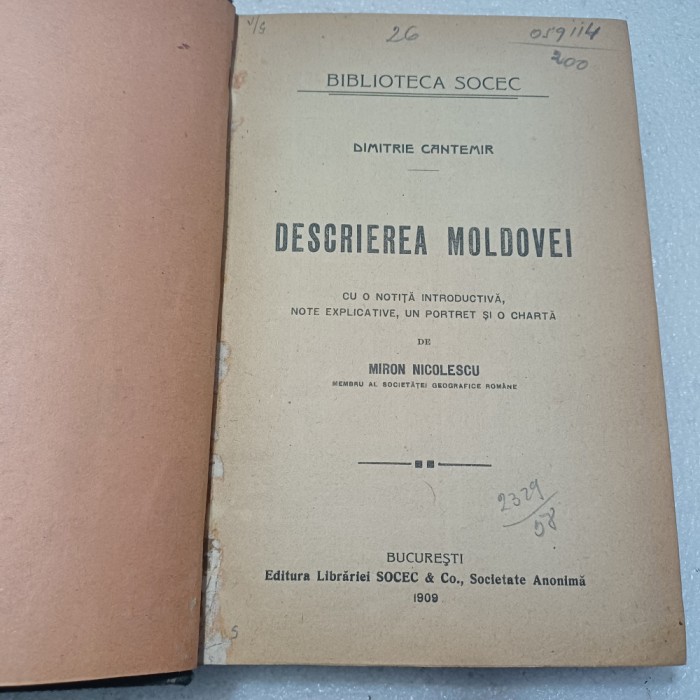 26
059114
200
BIBLIOTECA SOCEC
DIMITRIE CANTEMIR
DESCRIEREA MOLDOVEI
CU O NOTIȚĂ INTRODUCTIVĂ,
NOTE EXPLICATIVE, UN PORTRET ȘI O CHARTĂ
DE
MIRON NICOLESCU
MEMBRU AL SOCIETĂȚEI GEOGRAFICE ROMÂNE
2329
58
BUCUREȘTI
Editura Librăriei SOCEC & Co., Societate Anonimă
1909
5